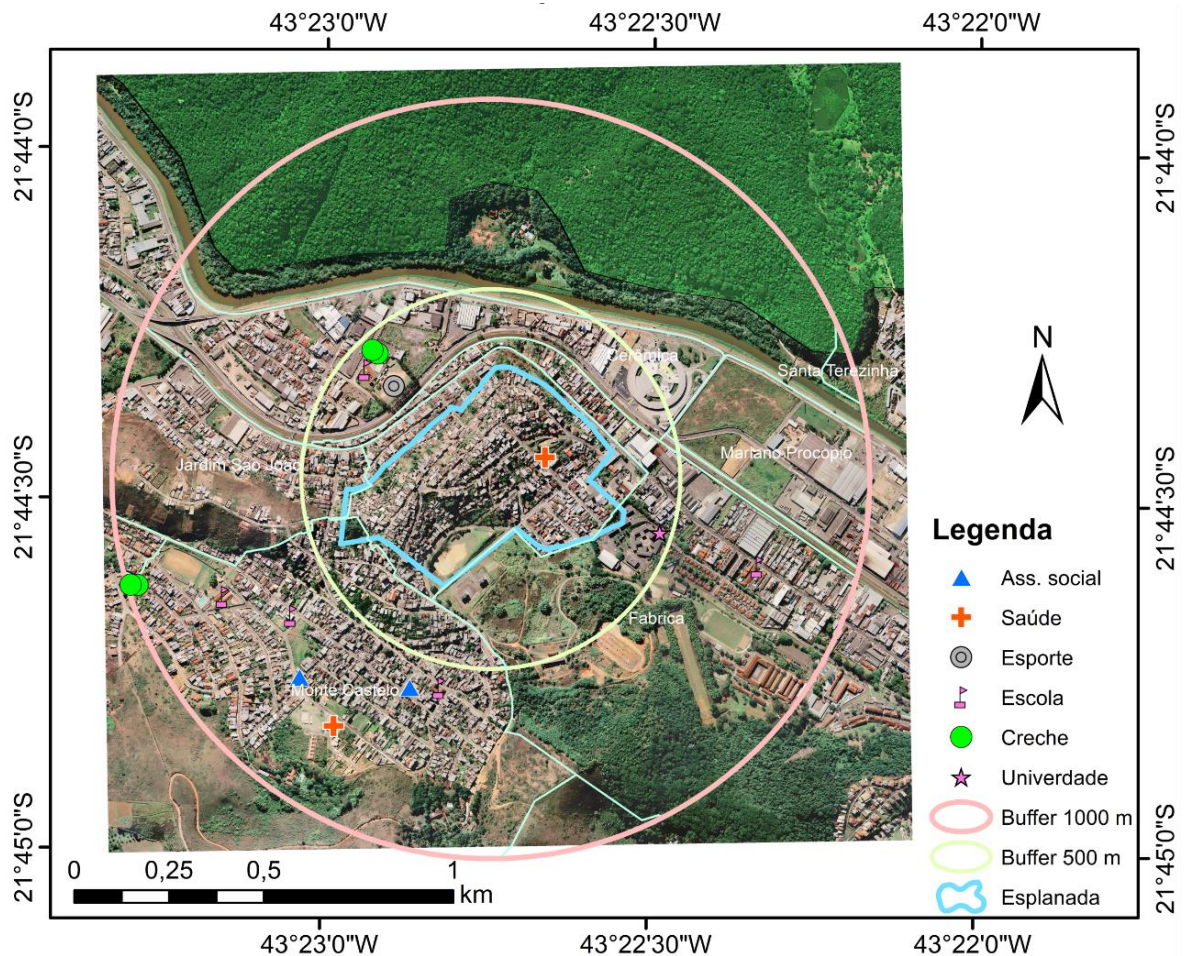 43°23'0"W 43°22'30"W 43°22'0"W
21°44'0"S 21°44'0"S
Cerâmica
Santa Terezinha
Jardim São João Mariano Procópio
21°44'30"S 21°44'30"S
Fabrica
Monte Castelo
N
Legenda
Ass. social
Saúde
Esporte
Escola
Creche
Univerdade
Buffer 1000 m
Buffer 500 m
Esplanada
21°45'0"S 21°45'0"S
0 0,25 0,5 1
km
43°23'0"W 43°22'30"W 43°22'0"W